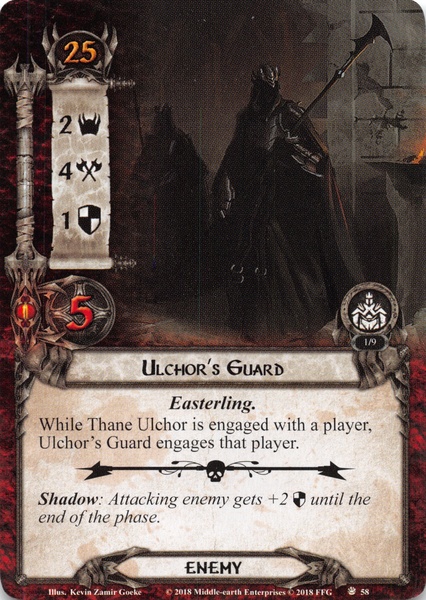 25
2
4
1
5
1/9
Ulchor's Guard
Easterling.
While Thane Ulchor is engaged with a player,
Ulchor's Guard engages that player.
Shadow: Attacking enemy gets +2 until the
end of the phase.
ENEMY
Illus. Kevin Zamir Goeke © 2018 Middle-earth Enterprises © 2018 FFG 58